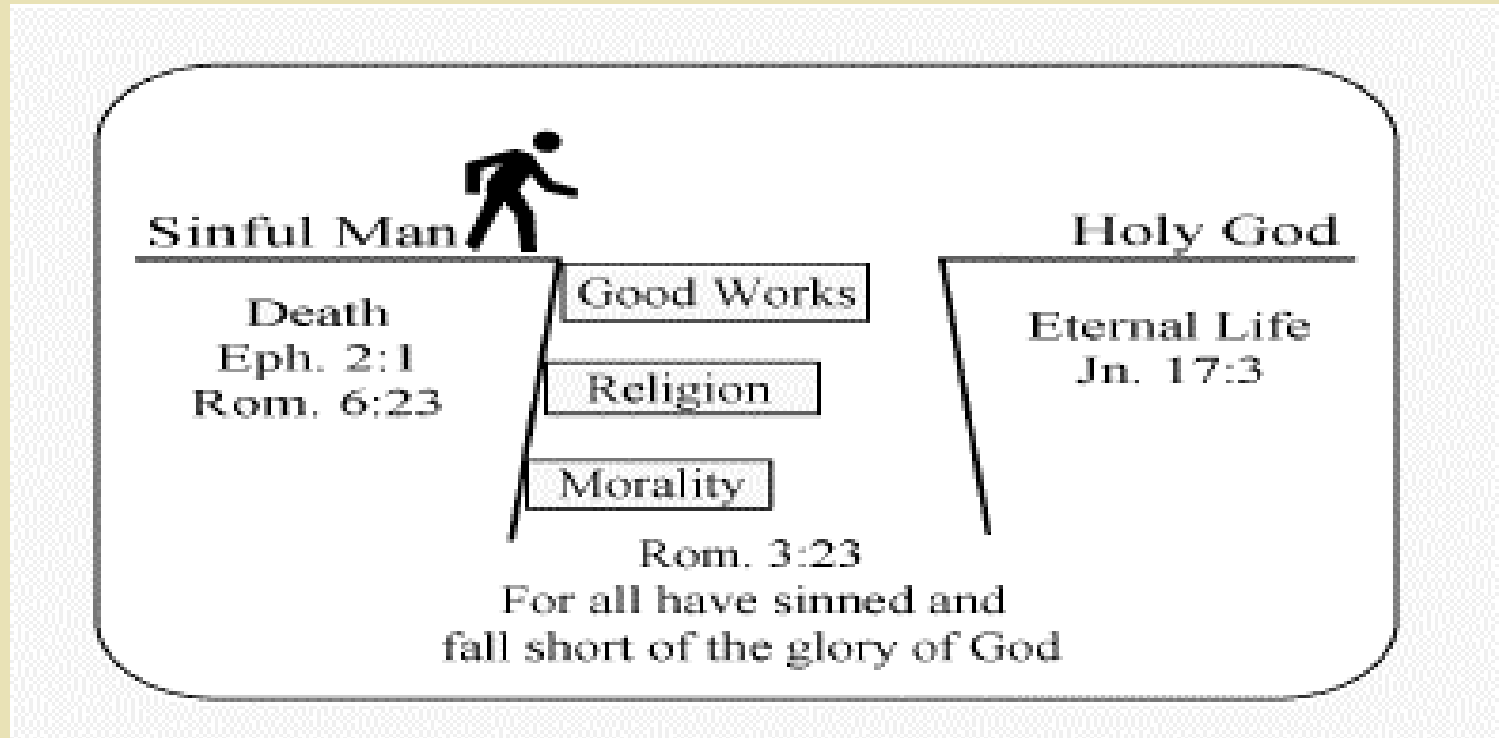 Sinful Man
Holy God
Death
Eph. 2:1
Rom. 6:23
Good Works
Religion
Morality
Eternal Life
Jn. 17:3
Rom. 3:23
For all have sinned and
fall short of the glory of God